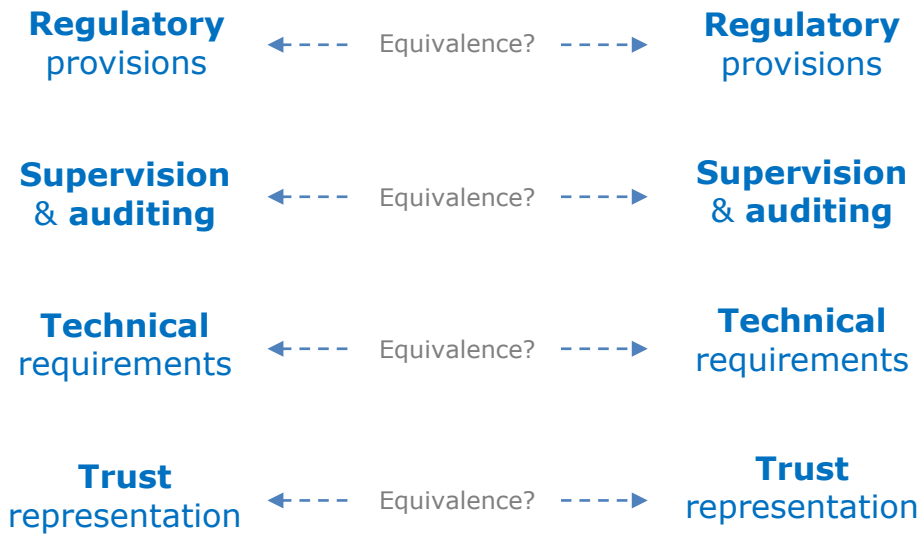 Regulatory
provisions
Equivalence?
Regulatory
provisions
Supervision
& auditing
Equivalence?
Supervision
& auditing
Technical
requirements
Equivalence?
Technical
requirements
Trust
representation
Equivalence?
Trust
representation